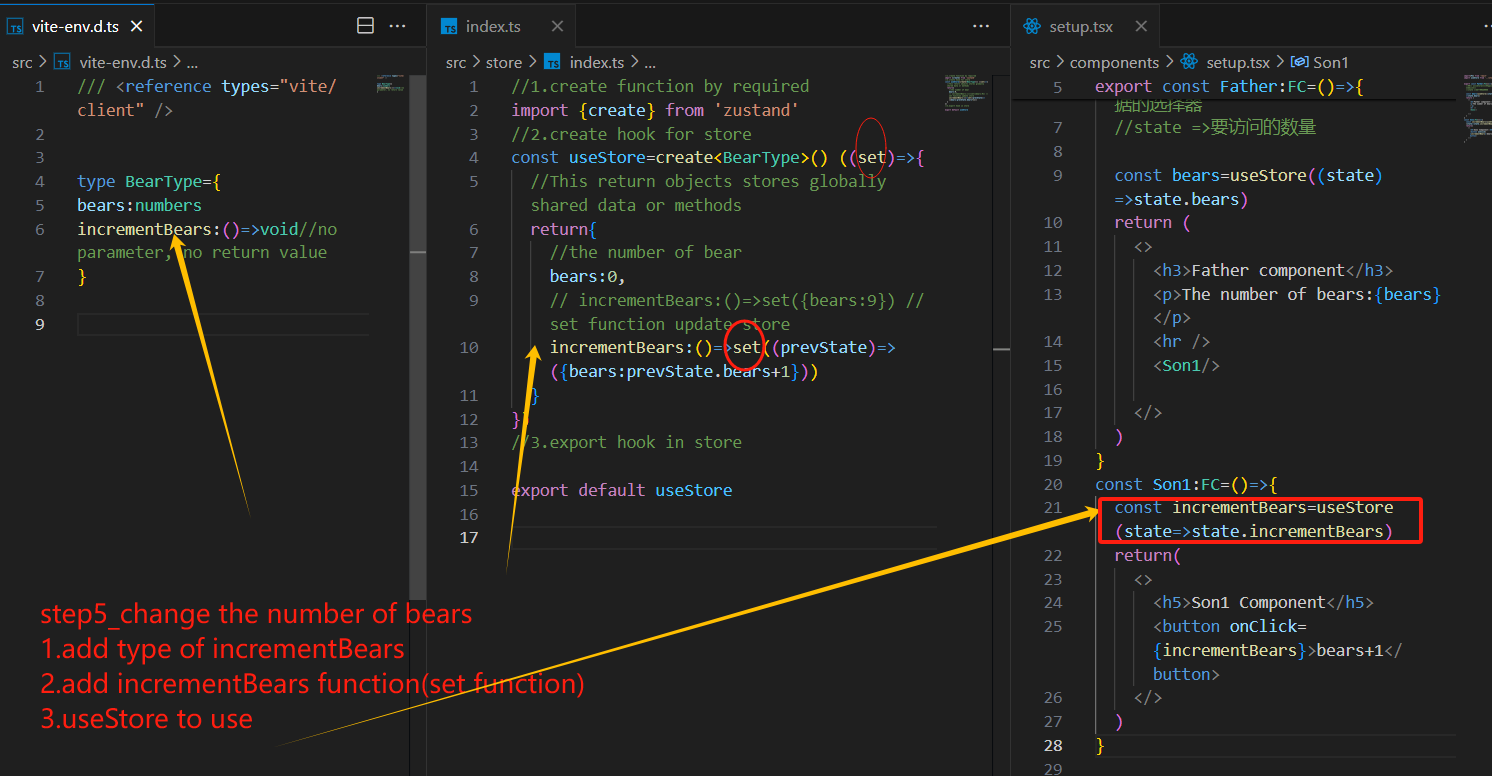 vite-env.d.ts
src > vite-env.d.ts > ...
1 /// <reference types="vite/
client" />
2
3
4 type BearType={
5 bears:numbers
6 incrementBears:()=>void//no
parameter, no return value
7 }
8
9
index.ts
src > store > index.ts > ...
1 //1.create function by required
2 import {create} from 'zustand'
3 //2.create hook for store
4 const useStore=create<BearType>() ((set)=>{
5 //This return objects stores globally
shared data or methods
6 return{
7 //the number of bear
8 bears:0,
9 // incrementBears:()=>set({bears:9}) //
set function update store
10 incrementBears:()=>set((prevState)=>
({bears:prevState.bears+1}))
11 }
12 })
13 //3.export hook in store
14
15 export default useStore
16
17
setup.tsx
src > components > setup.tsx > Son1
5 export const Father:FC=()=>{
据的选择器
7 //state =>要访问的数量
8
9 const bears=useStore((state)
=>state.bears)
10 return (
11 <>
12 <h3>Father component</h3>
13 <p>The number of bears:{bears}
</p>
14 <hr />
15 <Son1/>
16
17 </>
18 )
19 }
20 const Son1:FC=()=>{
21 const incrementBears=useStore
(state=>state.incrementBears)
22 return(
23 <>
24 <h5>Son1 Component</h5>
25 <button onClick=
{incrementBears}>bears+1</
button>
26 </>
27 )
28 }
29
step5_change the number of bears
1.add type of incrementBears
2.add incrementBears function(set function)
3.useStore to use